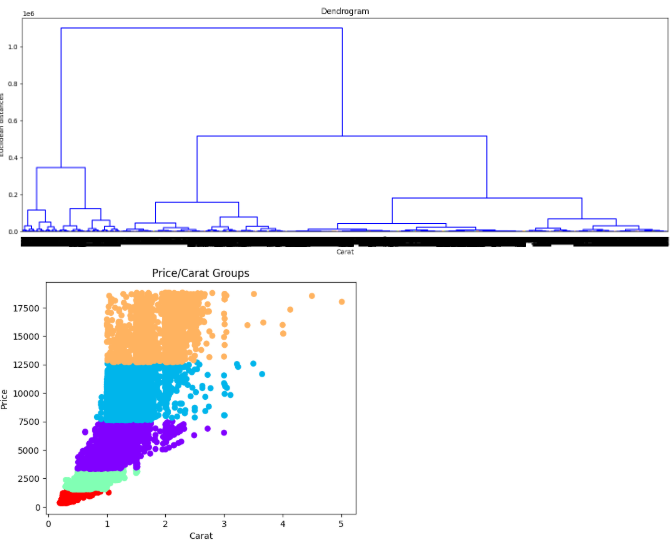 Dendrogram
1e6
1.0
0.8
0.6
0.4
0.2
0.0
Euclidean distances
Carat
Price/Carat Groups
17500
15000
12500
10000
7500
5000
2500
0
Price
0 1 2 3 4 5
Carat